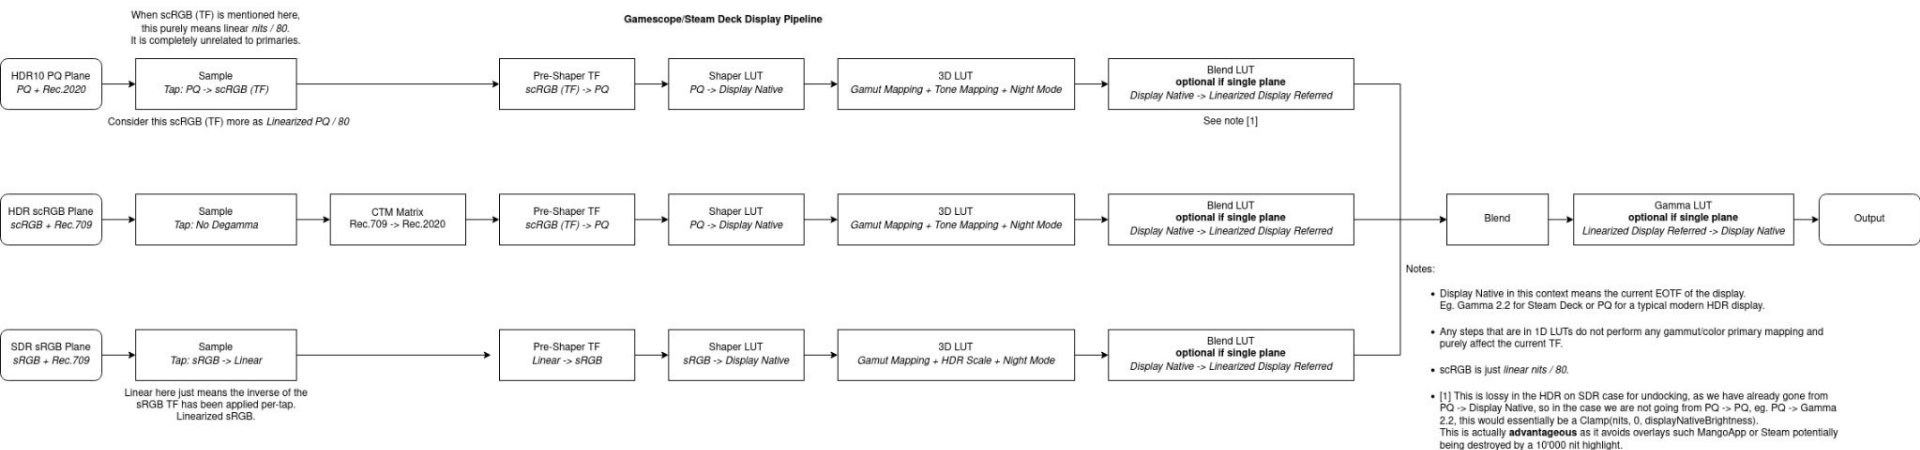 When scRGB (TF) is mentioned here,
this purely means linear nits / 80.
It is completely unrelated to primaries.
Gamescope/Steam Deck Display Pipeline
HDR10 PQ Plane
PQ + Rec.2020
Sample
Tap: PQ -> scRGB (TF)
Pre-Shaper TF
scRGB (TF) -> PQ
Shaper LUT
PQ -> Display Native
3D LUT
Gamut Mapping + Tone Mapping + Night Mode
Blend LUT
optional if single plane
Display Native -> Linearized Display Referred
Consider this scRGB (TF) more as Linearized PQ / 80
See note [1]
HDR scRGB Plane
scRGB + Rec.709
Sample
Tap: No Degamma
CTM Matrix
Rec.709 -> Rec.2020
Pre-Shaper TF
scRGB (TF) -> PQ
Shaper LUT
PQ -> Display Native
3D LUT
Gamut Mapping + Tone Mapping + Night Mode
Blend LUT
optional if single plane
Display Native -> Linearized Display Referred
Blend
Gamma LUT
optional if single plane
Linearized Display Referred -> Display Native
Output
SDR sRGB Plane
sRGB + Rec.709
Sample
Tap: sRGB -> Linear
Pre-Shaper TF
Linear -> sRGB
Shaper LUT
sRGB -> Display Native
3D LUT
Gamut Mapping + HDR Scale + Night Mode
Blend LUT
optional if single plane
Display Native -> Linearized Display Referred
Linear here just means the inverse of the
sRGB TF has been applied per-tap.
Linearized sRGB.
Notes:
• Display Native in this context means the current EOTF of the display.
Eg. Gamma 2.2 for Steam Deck or PQ for a typical modern HDR display.
• Any steps that are in 1D LUTs do not perform any gammut/color primary mapping and
purely affect the current TF.
• scRGB is just linear nits / 80.
• [1] This is lossy in the HDR on SDR case for undocking, as we have already gone from
PQ -> Display Native, so in the case we are not going from PQ -> PQ, eg. PQ -> Gamma
2.2, this would essentially be a Clamp(nits, 0, displayNativeBrightness).
This is actually advantageous as it avoids overlays such MangoApp or Steam potentially
being destroyed by a 10'000 nit highlight.